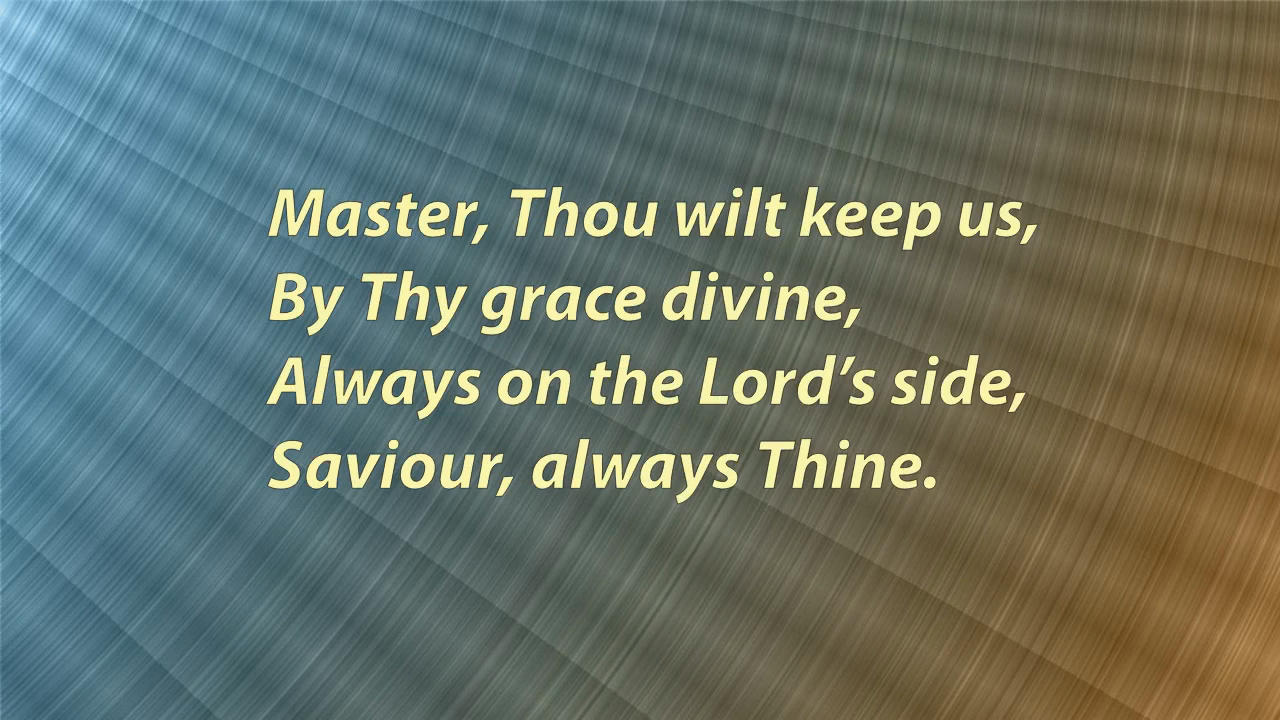 Master, Thou wilt keep us,
By Thy grace divine,
Always on the Lord’s side,
Saviour, always Thine.